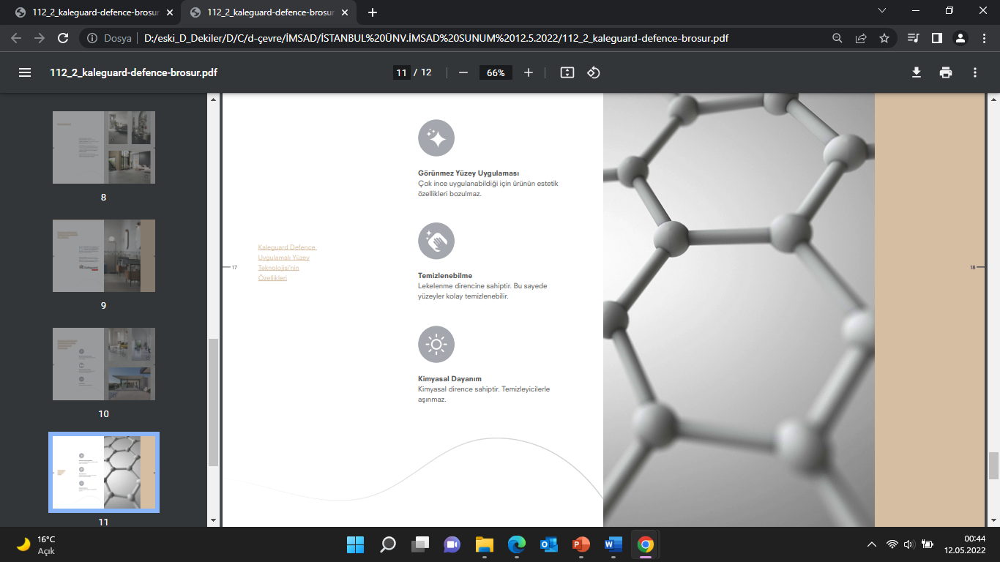 112_2_kaleguard-defence-brosur
112_2_kaleguard-defence-brosur
Dosya
D:/eski_D_Dekiler/D/C/d-çevre/İMSAD/İSTANBUL%20ÜNV.İMSAD%20SUNUM%2012.5.2022/112_2_kaleguard-defence-brosur.pdf
112_2_kaleguard-defence-brosur.pdf
11 / 12
66%
8
9
10
11
Görünmez Yüzey Uygulaması
Çok ince uygulanabildiği için ürünün estetik
özellikleri bozulmaz.
17
Kaleguard Defence
Uygulamalı Yüzey
Teknolojisi'nin
Özellikleri
Temizlenebilme
Lekelenme direncine sahiptir. Bu sayede
yüzeyler kolay temizlenebilir.
Kimyasal Dayanım
Kimyasal dirence sahiptir. Temizleyicilerle
aşınmaz.
18
16°C
Açık
00:44
12.05.2022